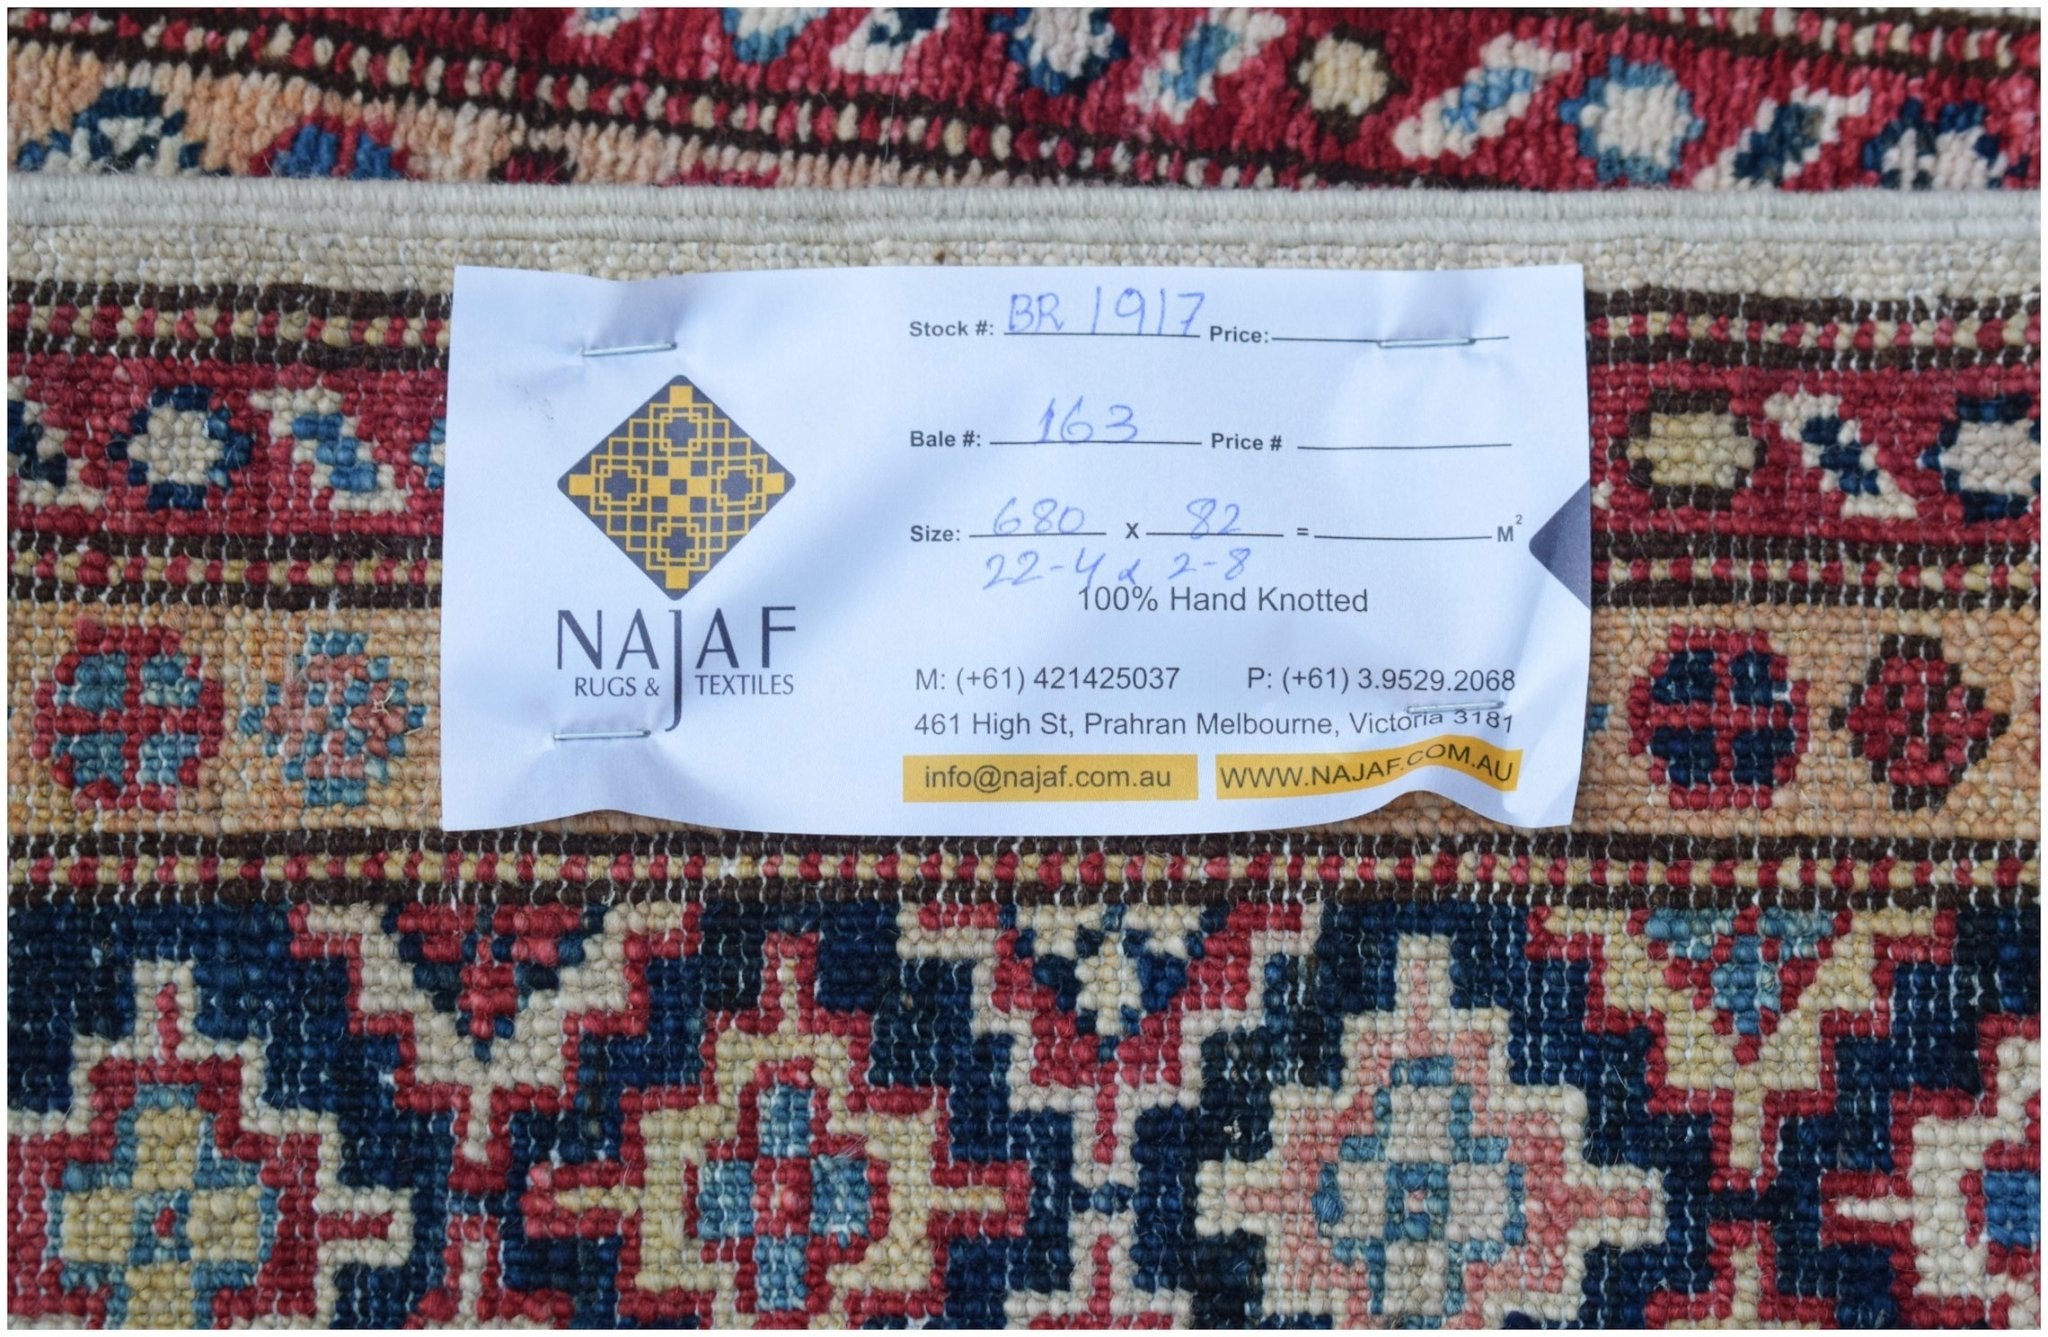 Stock #: BR 1917 Price:
Bale #: 163 Price #
Size: 680 X 82 = M²
22-4 x 2-8
100% Hand Knotted
NAJAF
RUGS & TEXTILES
M: (+61) 421425037 P: (+61) 3.9529.2068
461 High St, Prahran Melbourne, Victoria 3181
info@najaf.com.au WWW.NAJAF.COM.AU